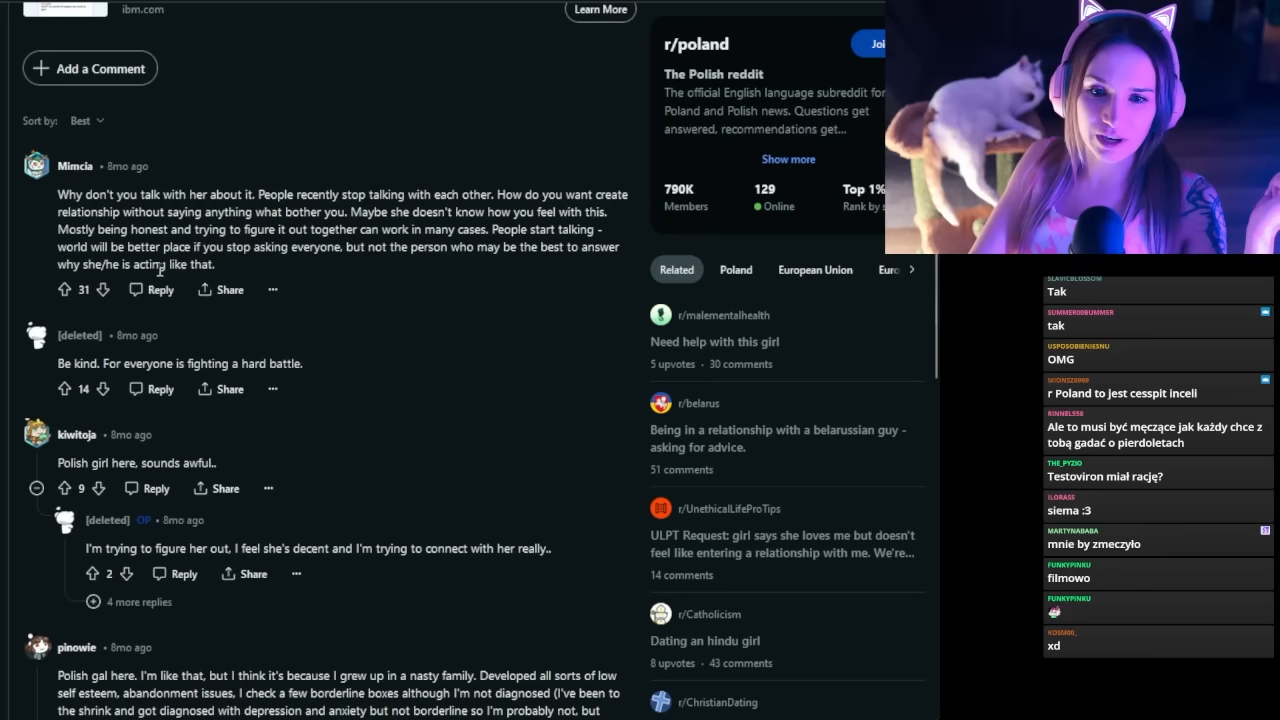 ibm.com
Learn More
Add a Comment
Sort by: Best
Mimcia • 8mo ago
Why don't you talk with her about it. People recently stop talking with each other. How do you want create
relationship without saying anything what bother you. Maybe she doesn't know how you feel with this.
Mostly being honest and trying to figure it out together can work in many cases. People start talking -
world will be better place if you stop asking everyone, but not the person who may be the best to answer
why she/he is acting like that.
31 Reply Share
[deleted] • 8mo ago
Be kind. For everyone is fighting a hard battle.
14 Reply Share
kiwitoja • 8mo ago
Polish girl here, sounds awful..
9 Reply Share
[deleted] OP • 8mo ago
I'm trying to figure her out, I feel she's decent and I'm trying to connect with her really..
2 Reply Share
4 more replies
pinowie • 8mo ago
Polish gal here. I'm like that, but I think it's because I grew up in a nasty family. Developed all sorts of low
self esteem, abandonment issues, I check a few borderline boxes although I'm not diagnosed (I've been to
the shrink and got diagnosed with depression and anxiety but not borderline so I'm probably not, but
r/poland
Joi
The Polish reddit
The official English language subreddit for
Poland and Polish news. Questions get
answered, recommendations get...
Show more
790K 129 Top 1%
Members Online Rank by s
Related Poland European Union Euro
r/malementalhealth
Need help with this girl
5 upvotes • 30 comments
r/belarus
Being in a relationship with a belarussian guy -
asking for advice.
51 comments
r/UnethicalLifeProTips
ULPT Request: girl says she loves me but doesn't
feel like entering a relationship with me. We're...
14 comments
r/Catholicism
Dating an hindu girl
8 upvotes • 43 comments
r/ChristianDating
SLAVICBLOSSOM
Tak
SUMMER00BUMMER
tak
USPOSOBIENIESNU
OMG
MIONSZ6969
r Poland to jest cesspit inceli
RINNEL558
Ale to musi być męczące jak każdy chce z
tobą gadać o pierdoletach
THE_PYZIO
Testoviron miał rację?
ILORASS
siema :3
MARTYNABABA
mnie by zmeczyło
FUNKYPINKU
filmowo
FUNKYPINKU
KOSM00_
xd